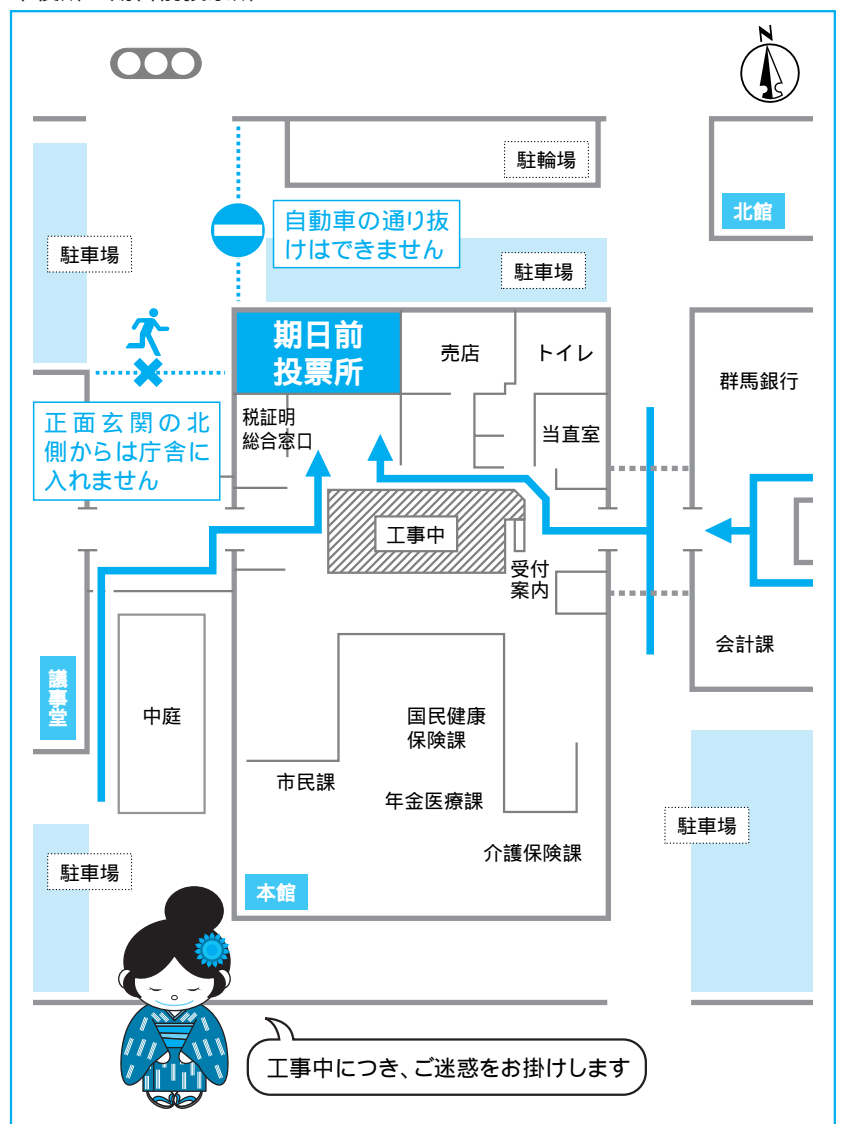 N
駐輪場
北館
自動車の通り抜
けはできません
駐車場
駐車場
期日前
投票所
売店
トイレ
群馬銀行
税証明
総合窓口
当直室
正面玄関の北
側からは庁舎に
入れません
工事中
受付
案内
会計課
議事堂
中庭
国民健康
保険課
市民課
年金医療課
駐車場
介護保険課
駐車場
本館
工事中につき、ご迷惑をお掛けします